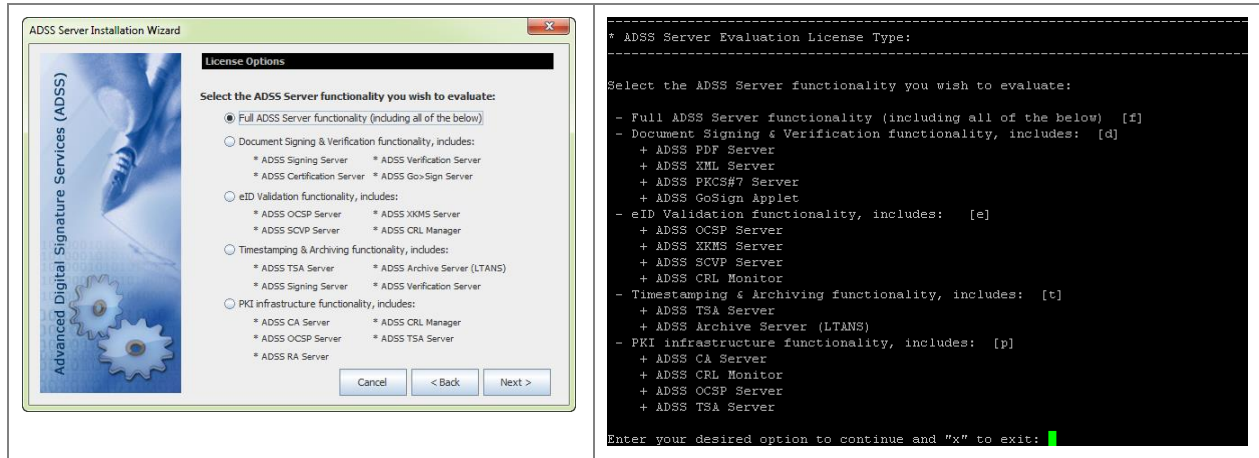 ADSS Server Installation Wizard
Advanced Digital Signature Services (ADSS)
License Options
Select the ADSS Server functionality you wish to evaluate:
Full ADSS Server functionality (including all of the below)
Document Signing & Verification functionality, includes:
* ADSS Signing Server * ADSS Verification Server
* ADSS Certification Server * ADSS Go>Sign Server
eID Validation functionality, includes:
* ADSS OCSP Server * ADSS XKMS Server
* ADSS SCVP Server * ADSS CRL Manager
Timestamping & Archiving functionality, includes:
* ADSS TSA Server * ADSS Archive Server (LTANS)
* ADSS Signing Server * ADSS Verification Server
PKI infrastructure functionality, includes:
* ADSS CA Server * ADSS CRL Manager
* ADSS OCSP Server * ADSS TSA Server
* ADSS RA Server
Cancel < Back Next >
* ADSS Server Evaluation License Type:
Select the ADSS Server functionality you wish to evaluate:
- Full ADSS Server functionality (including all of the below) [f]
- Document Signing & Verification functionality, includes: [d]
+ ADSS PDF Server
+ ADSS XML Server
+ ADSS PKCS#7 Server
+ ADSS GoSign Applet
- eID Validation functionality, includes: [e]
+ ADSS OCSP Server
+ ADSS XKMS Server
+ ADSS SCVP Server
+ ADSS CRL Monitor
- Timestamping & Archiving functionality, includes: [t]
+ ADSS TSA Server
+ ADSS Archive Server (LTANS)
- PKI infrastructure functionality, includes: [p]
+ ADSS CA Server
+ ADSS CRL Monitor
+ ADSS OCSP Server
+ ADSS TSA Server
Enter your desired option to continue and "x" to exit: